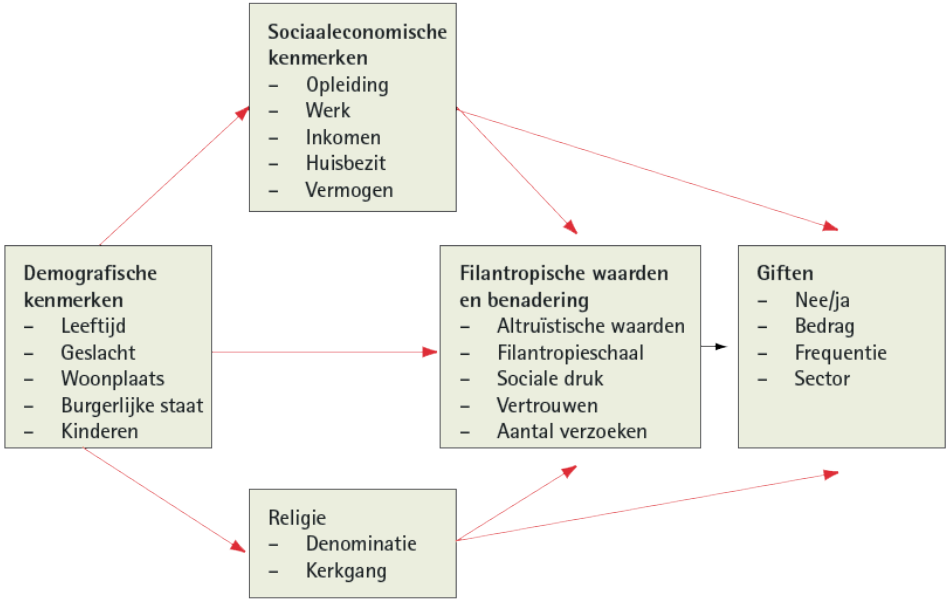 Sociaaleconomische
kenmerken
– Opleiding
– Werk
– Inkomen
– Huisbezit
– Vermogen
Demografische
kenmerken
– Leeftijd
– Geslacht
– Woonplaats
– Burgerlijke staat
– Kinderen
Filantropische waarden
en benadering
– Altruïstische waarden
– Filantropieschaal
– Sociale druk
– Vertrouwen
– Aantal verzoeken
Giften
– Nee/ja
– Bedrag
– Frequentie
– Sector
Religie
– Denominatie
– Kerkgang